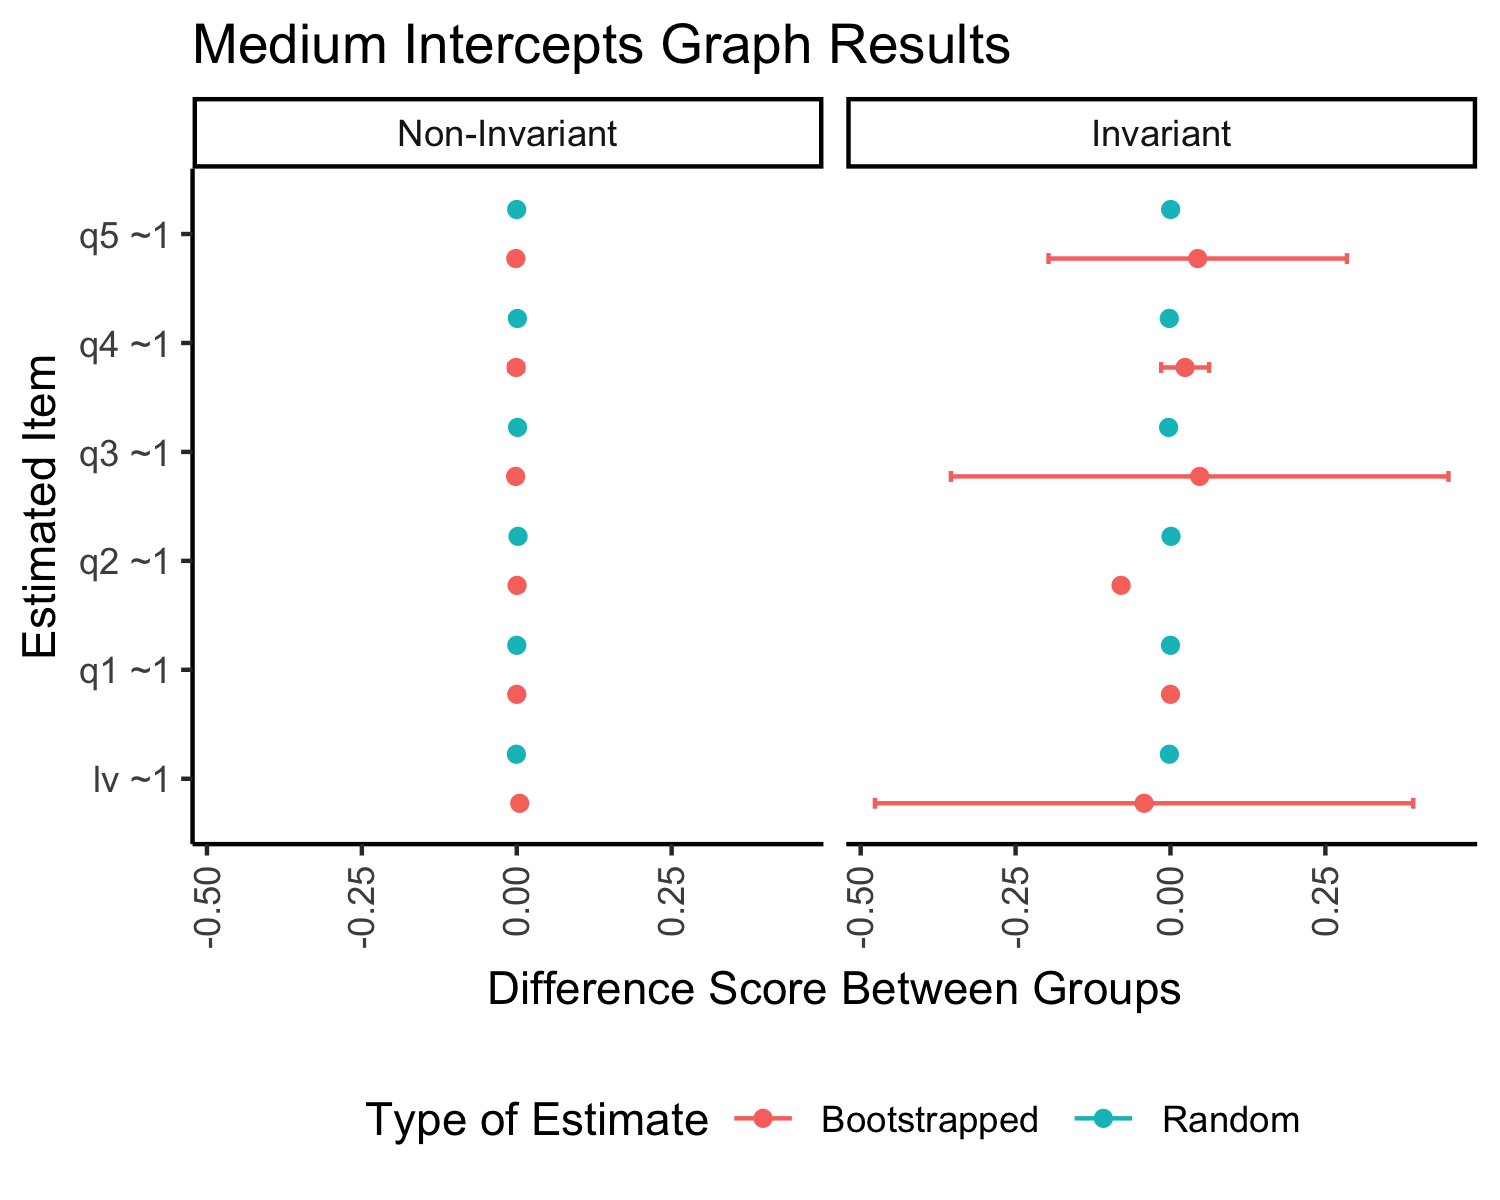 Medium Intercepts Graph Results
Non-Invariant
Invariant
Estimated Item
q5 ~1
q4 ~1
q3 ~1
q2 ~1
q1 ~1
lv ~1
-0.50
-0.25
0.00
0.25
-0.50
-0.25
0.00
0.25
Difference Score Between Groups
Type of Estimate Bootstrapped Random